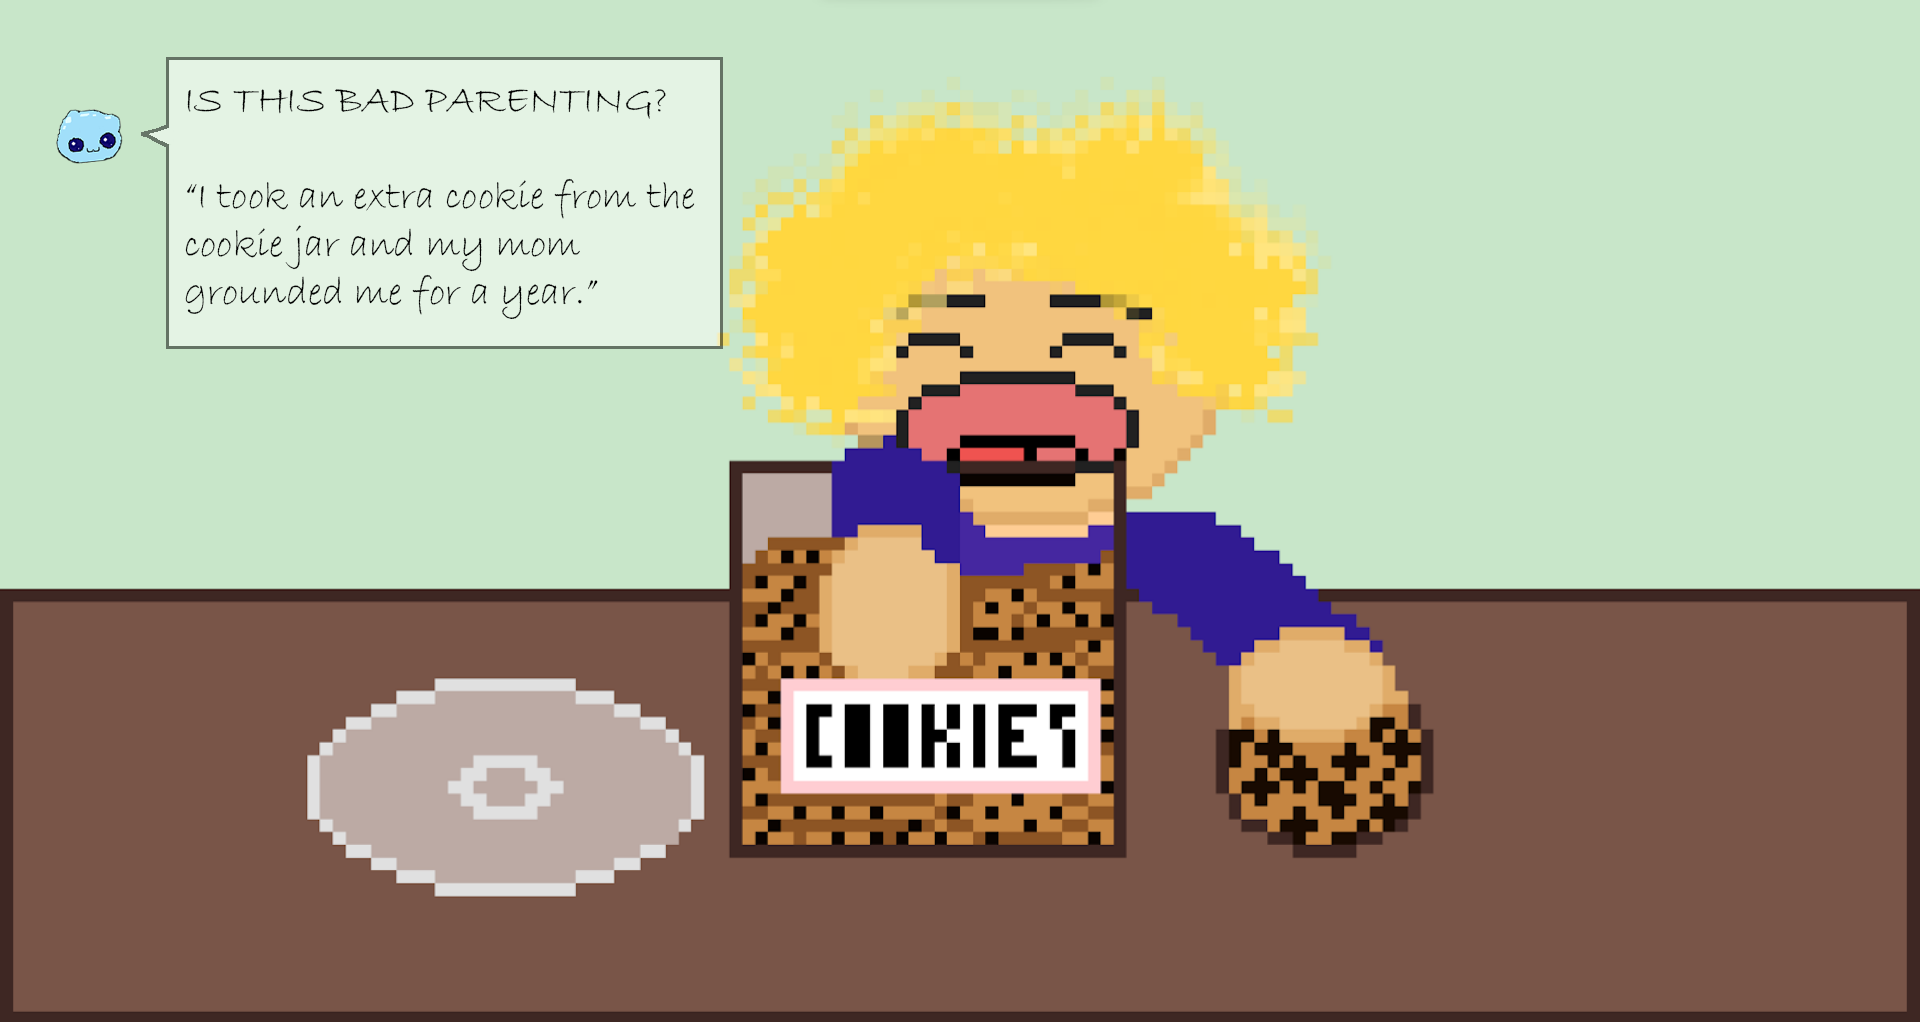 IS THIS BAD PARENTING?
“I took an extra cookie from the
cookie jar and my mom
grounded me for a year.”
COOKIES